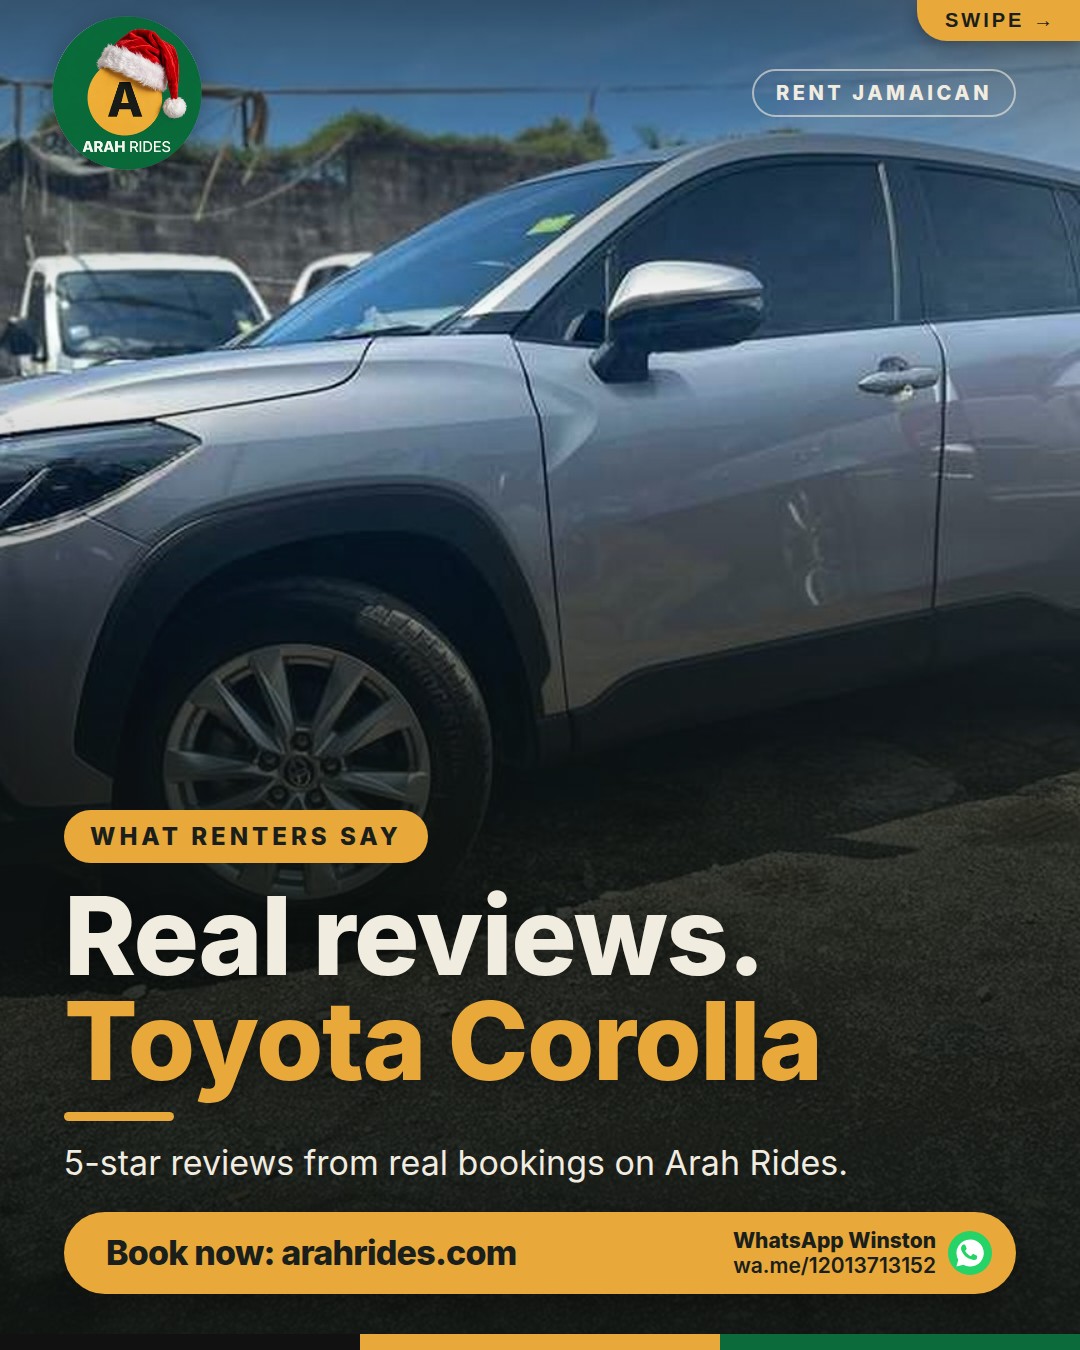 SWIPE →
RENT JAMAICAN
A
ARAH RIDES
WHAT RENTERS SAY
Real reviews.
Toyota Corolla
5-star reviews from real bookings on Arah Rides.
Book now: arahrides.com
WhatsApp Winston
wa.me/12013713152